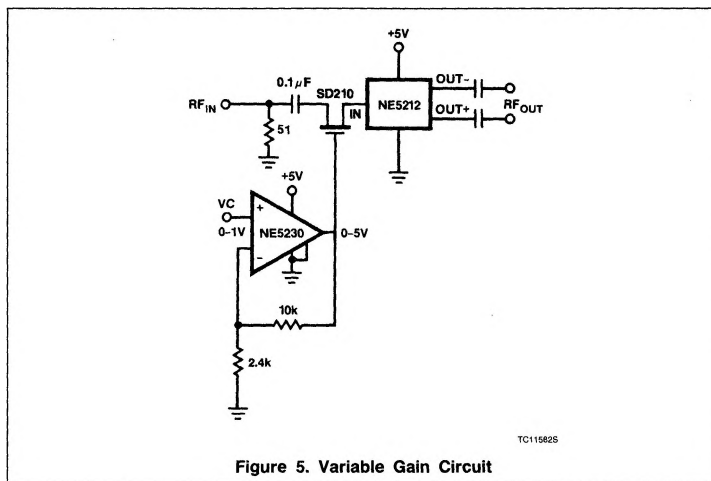 +5V
OUT−
0.1μF
SD210
RF_IN
IN
NE5212
RF_OUT
OUT+
51
+5V
VC
+
0–1V
NE5230
0–5V
−
10k
2.4k
TC11582S
Figure 5. Variable Gain Circuit